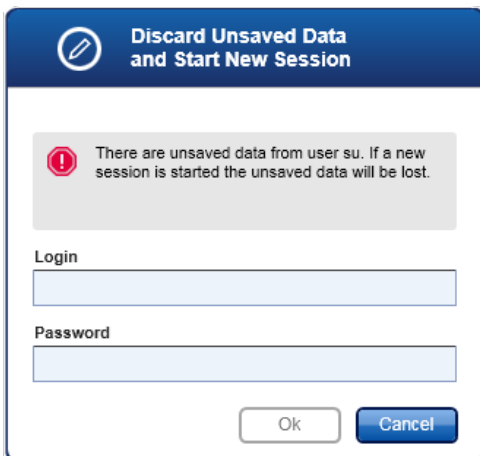 Discard Unsaved Data
and Start New Session
There are unsaved data from user su. If a new
session is started the unsaved data will be lost.
Login
Password
Ok
Cancel